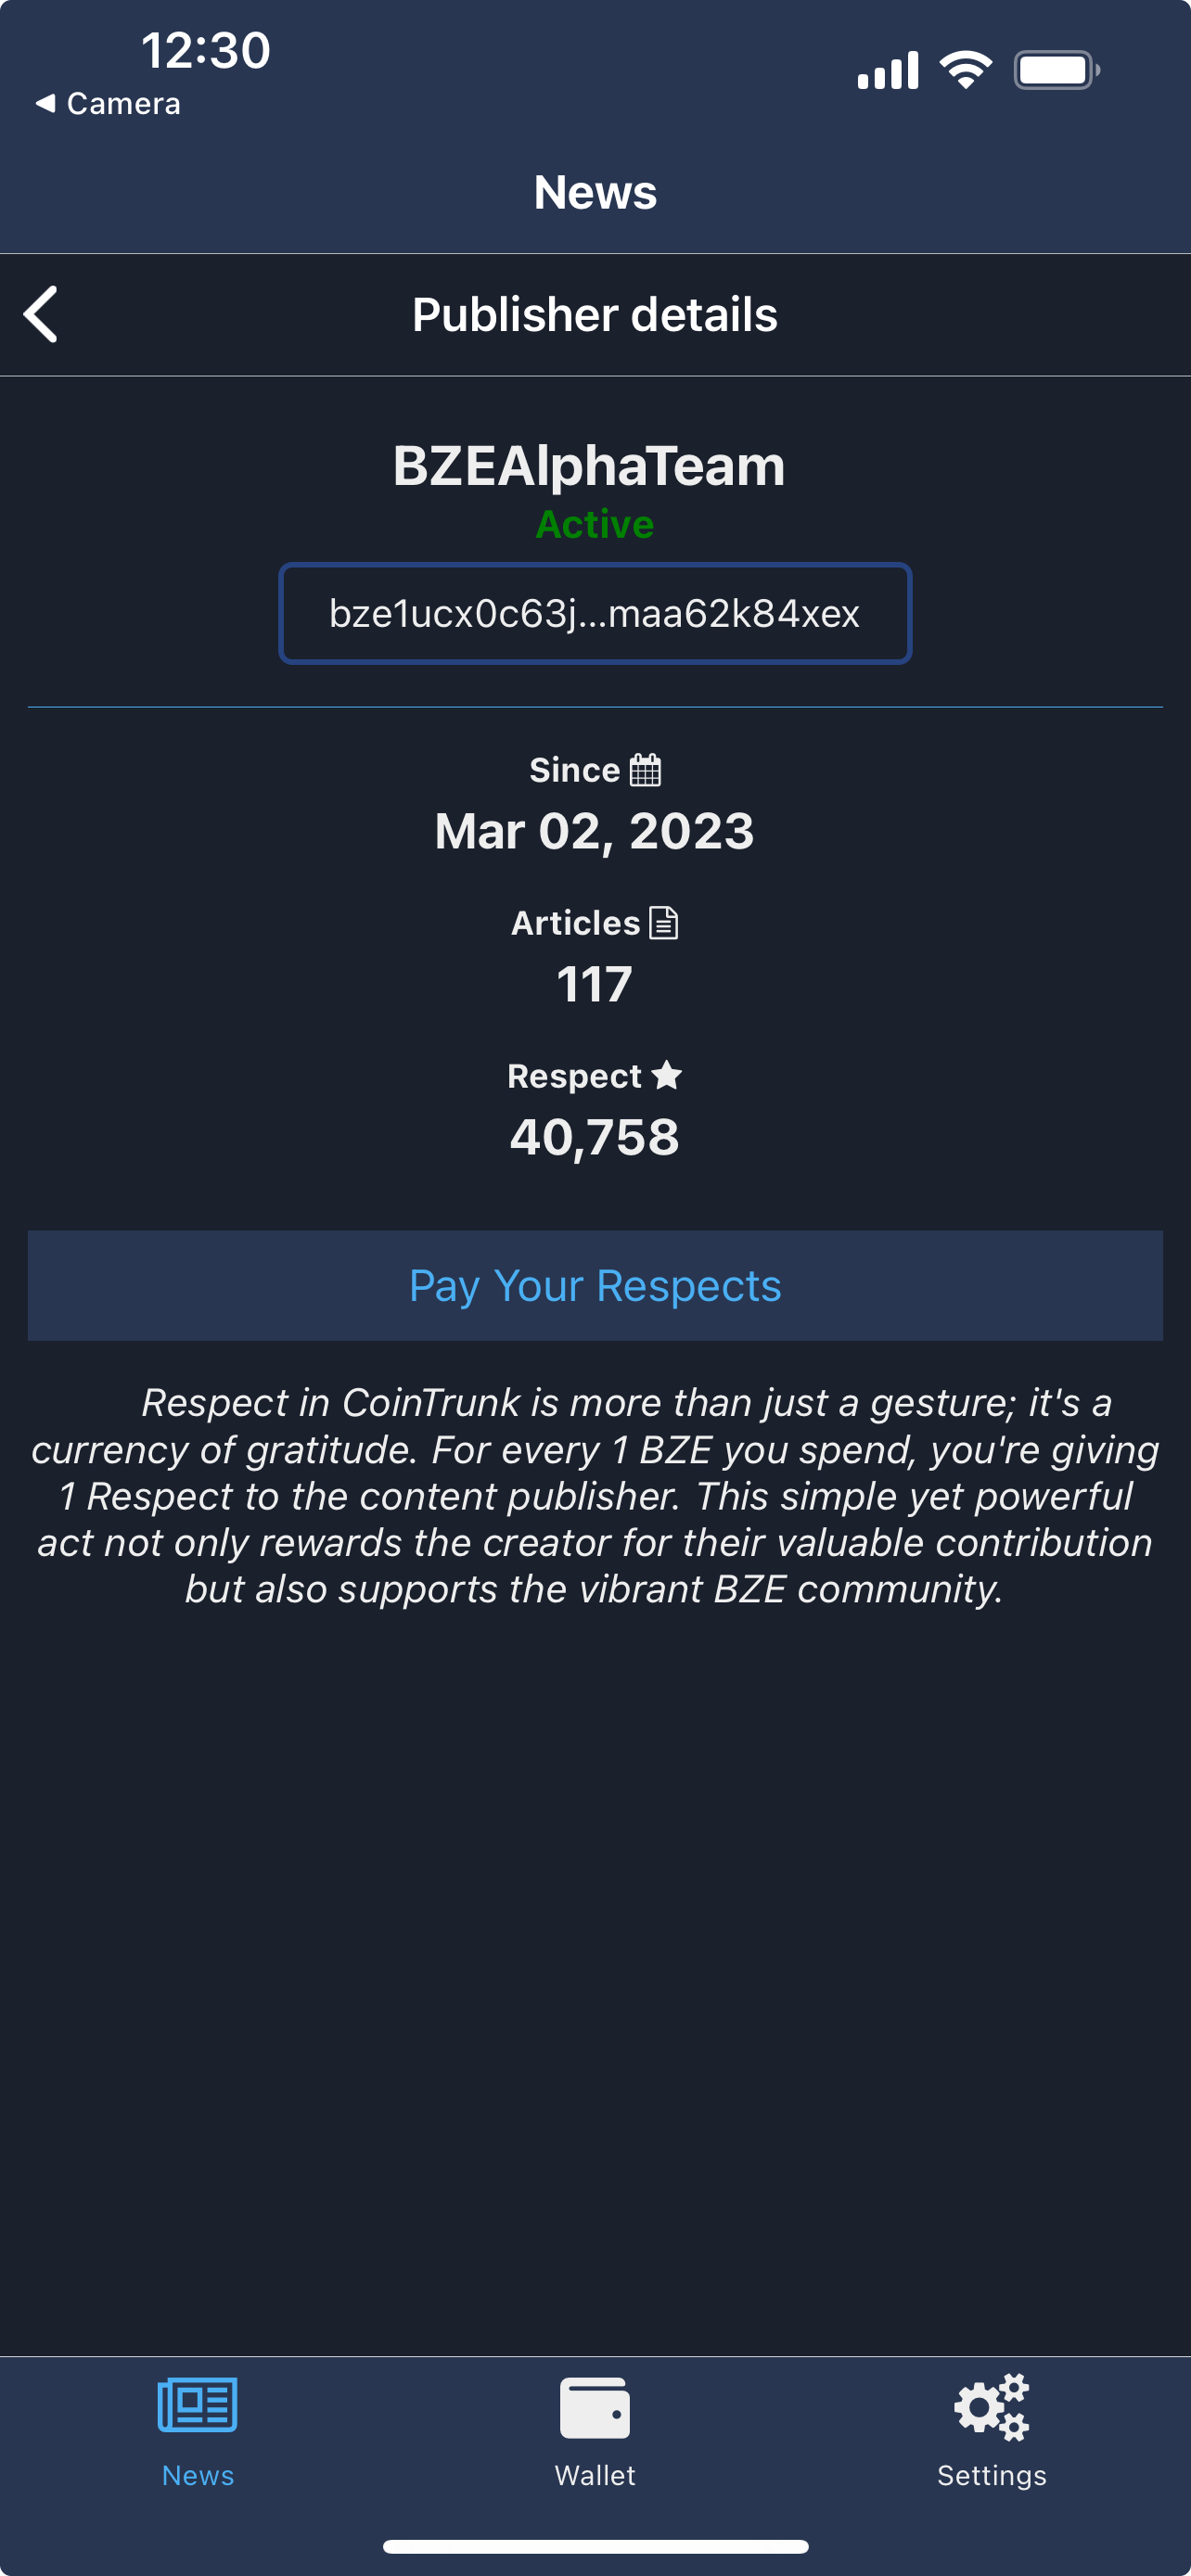 12:30
◀ Camera
News
Publisher details
BZEAlphaTeam
Active
bze1ucx0c63j...maa62k84xex
Since
Mar 02, 2023
Articles
117
Respect
40,758
Pay Your Respects
Respect in CoinTrunk is more than just a gesture; it's a
currency of gratitude. For every 1 BZE you spend, you're giving
1 Respect to the content publisher. This simple yet powerful
act not only rewards the creator for their valuable contribution
but also supports the vibrant BZE community.
News
Wallet
Settings